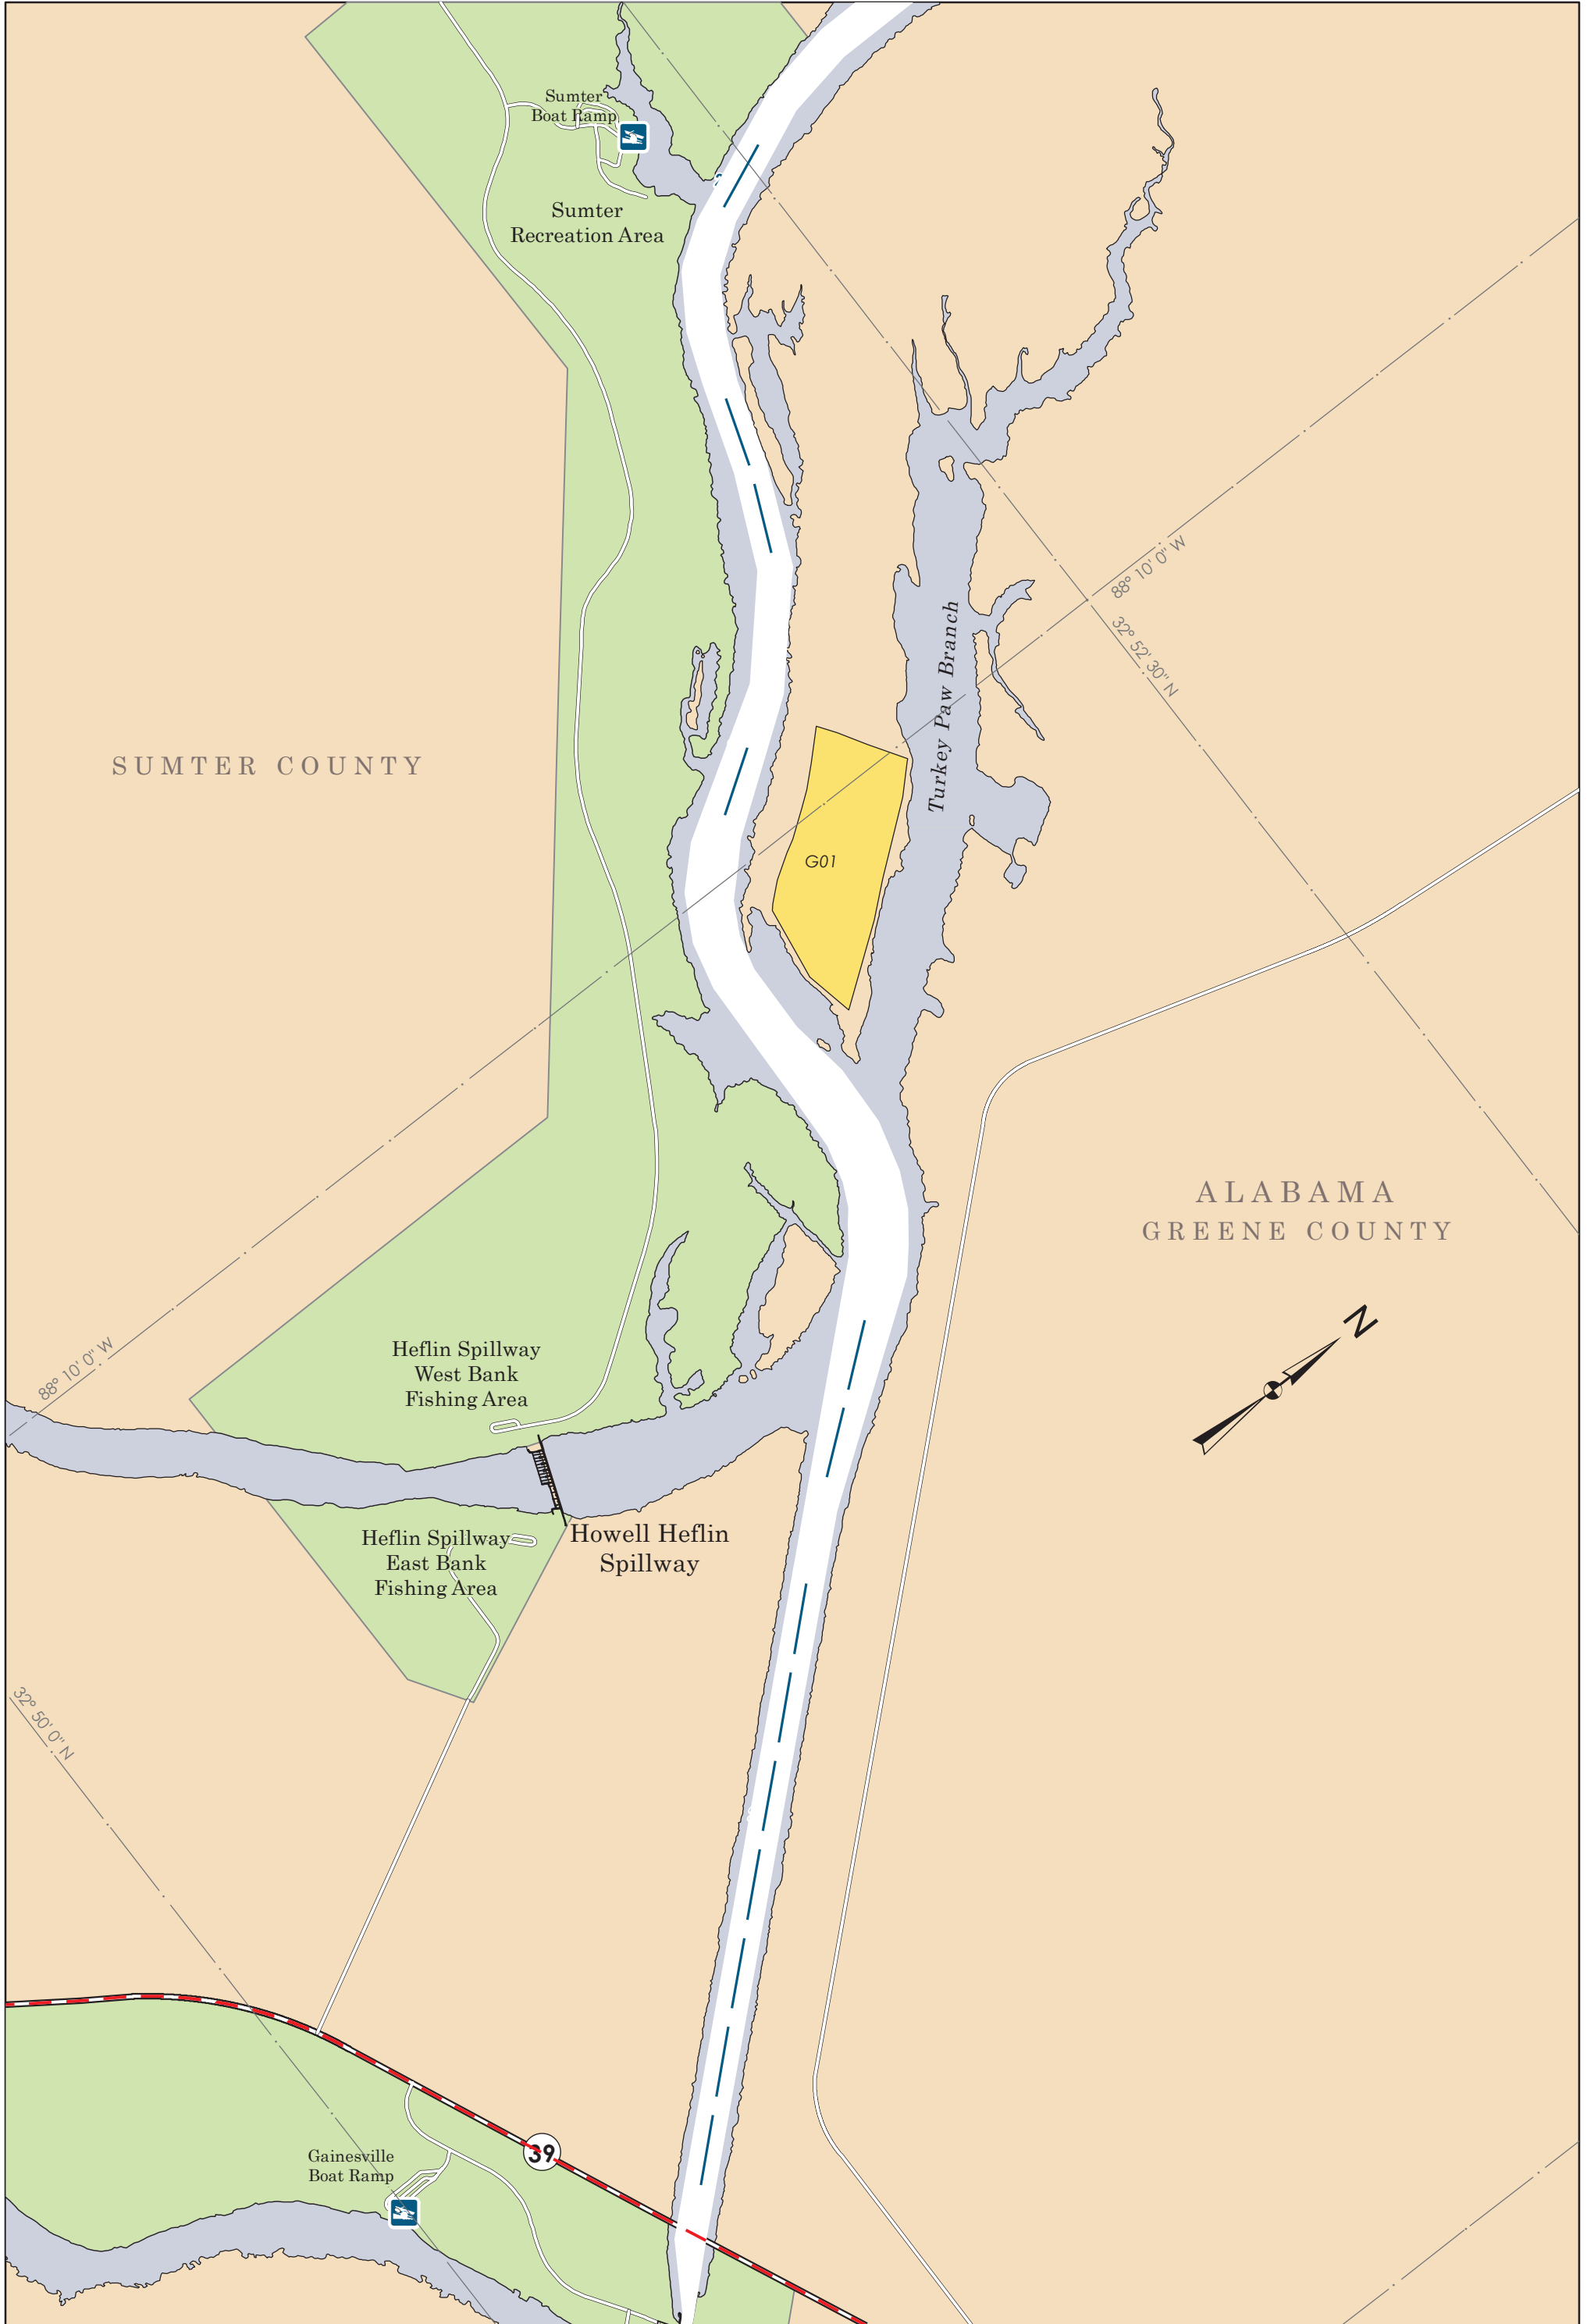 Sumter
Boat Ramp
Sumter
Recreation Area
88° 10' 0" W
32° 52' 30" N
Turkey Paw Branch
SUMTER COUNTY
G01
ALABAMA
GREENE COUNTY
N
88° 10' 0" W
Heflin Spillway
West Bank
Fishing Area
Howell Heflin
Spillway
Heflin Spillway
East Bank
Fishing Area
32° 50' 0" N
39
Gainesville
Boat Ramp